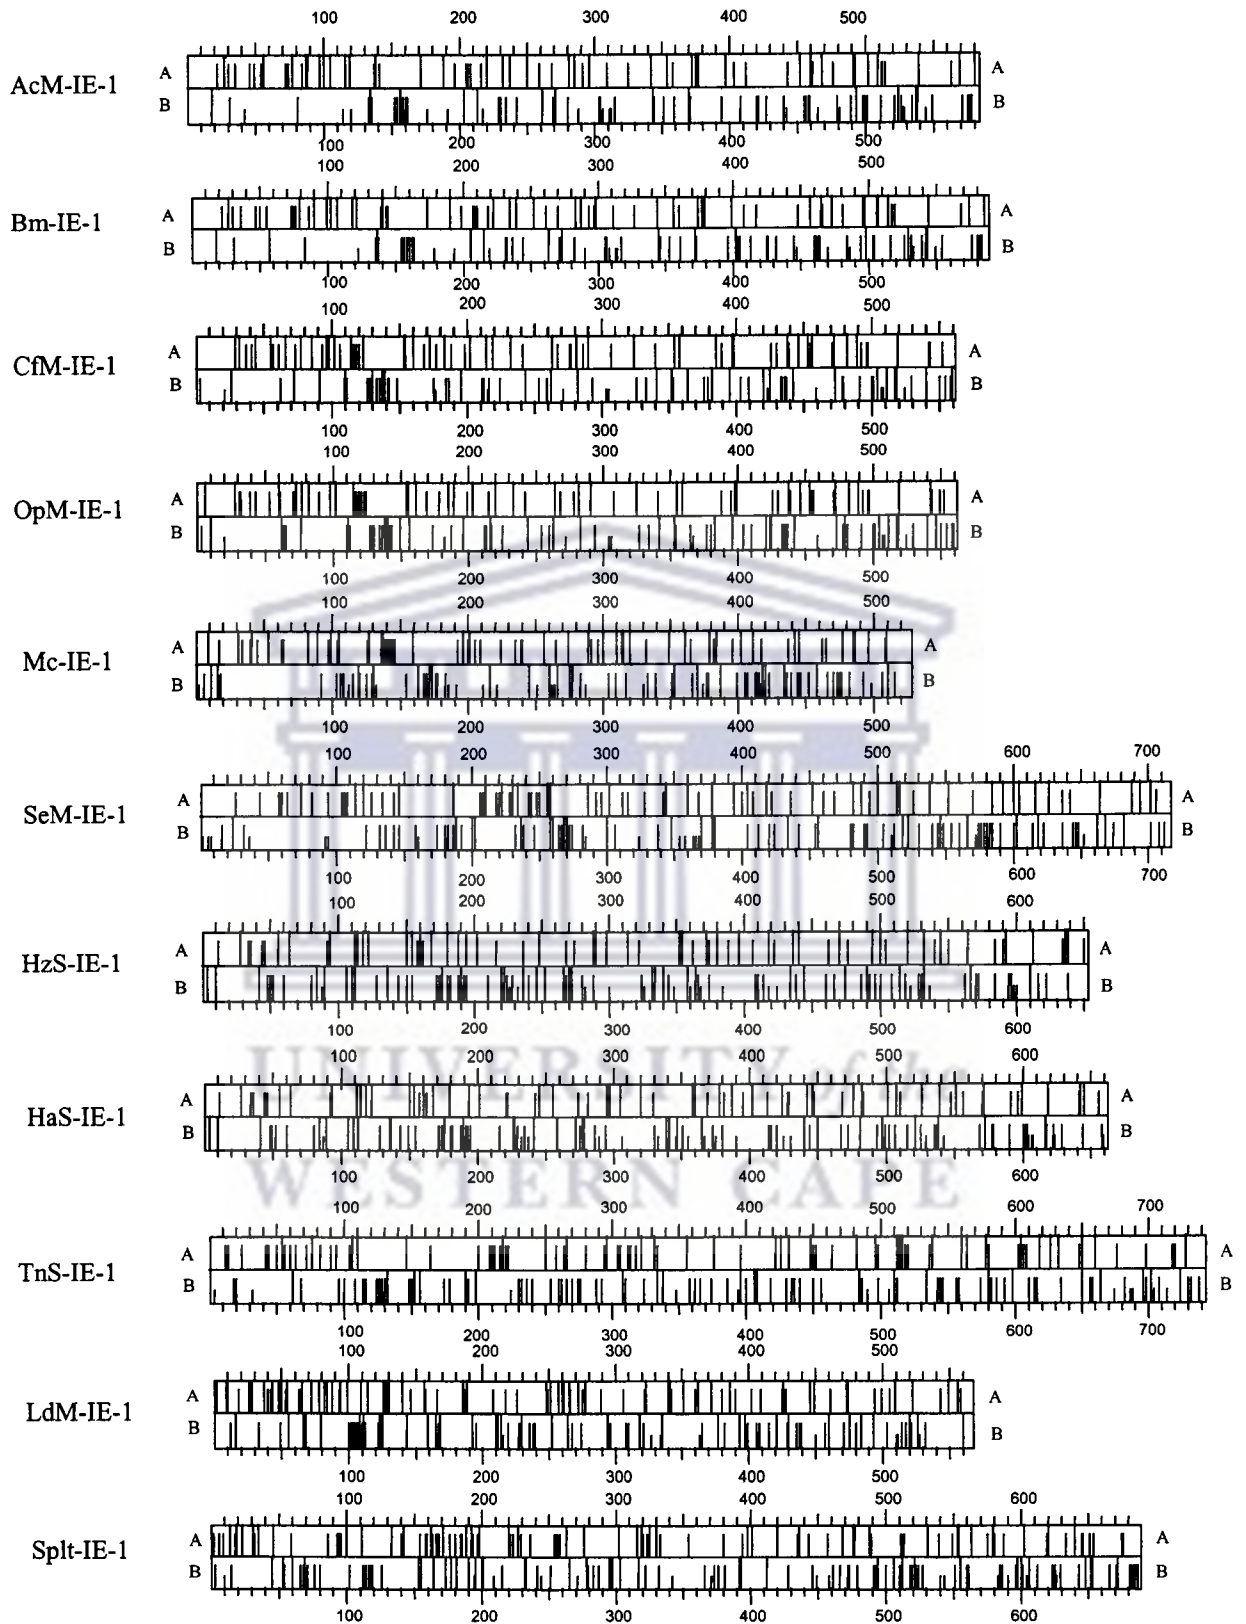 100 200 300 400 500
AcM-IE-1 A A
B B
100 200 300 400 500
100 200 300 400 500
Bm-IE-1 A A
B B
100 200 300 400 500
100 200 300 400 500
CfM-IE-1 A A
B B
100 200 300 400 500
100 200 300 400 500
OpM-IE-1 A A
B B
100 200 300 400 500
100 200 300 400 500
Mc-IE-1 A A
B B
100 200 300 400 500
100 200 300 400 500 600 700
SeM-IE-1 A A
B B
100 200 300 400 500 600 700
100 200 300 400 500 600
HzS-IE-1 A A
B B
100 200 300 400 500 600
100 200 300 400 500 600
UNIVERSITY of the
HaS-IE-1 A A
B B
WESTERN CAPE
100 200 300 400 500 600
100 200 300 400 500 600 700
TnS-IE-1 A A
B B
100 200 300 400 500 600 700
100 200 300 400 500
LdM-IE-1 A A
B B
100 200 300 400 500
100 200 300 400 500 600
Splt-IE-1 A A
B B
100 200 300 400 500 600